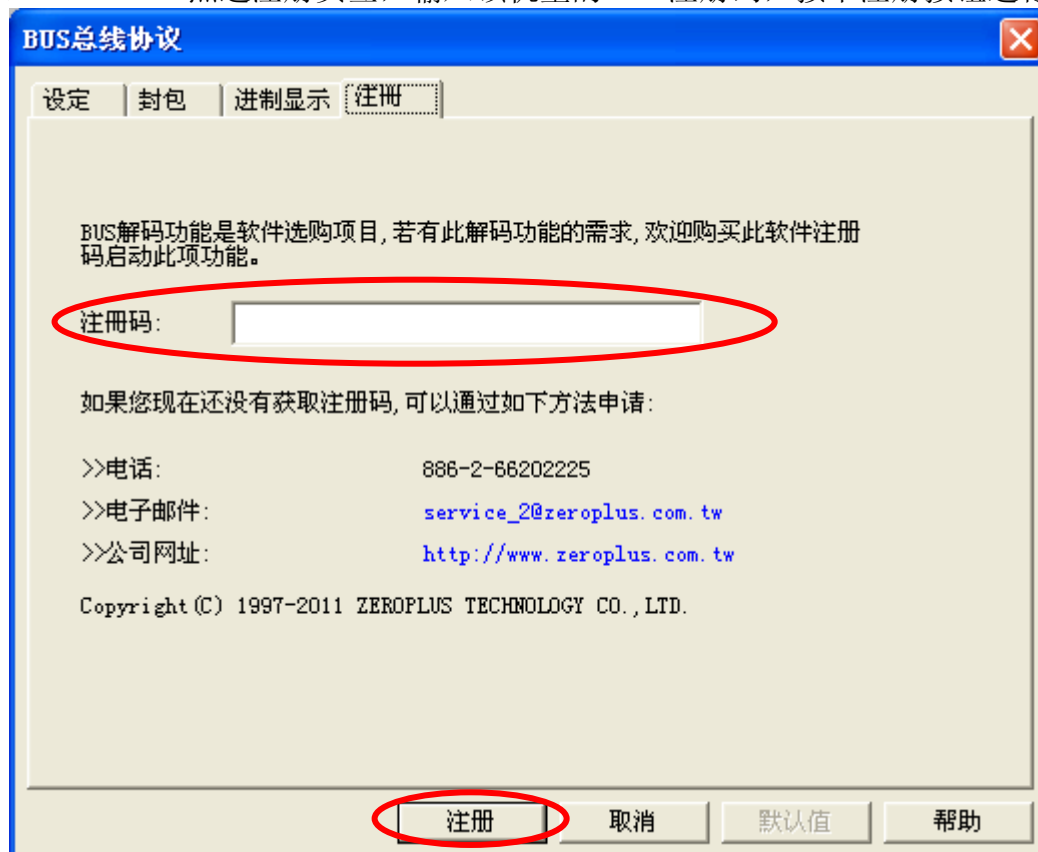 BUS总线协议
设定 封包 进制显示 注册
BUS解码功能是软件选购项目,若有此解码功能的需求,欢迎购买此软件注册
码启动此项功能。
注册码:
如果您现在还没有获取注册码,可以通过如下方法申请:
>>电话: 886-2-66202225
>>电子邮件: service_2@zeroplus.com.tw
>>公司网址: http://www.zeroplus.com.tw
Copyright(C) 1997-2011 ZEROPLUS TECHNOLOGY CO.,LTD.
注册 取消 默认值 帮助